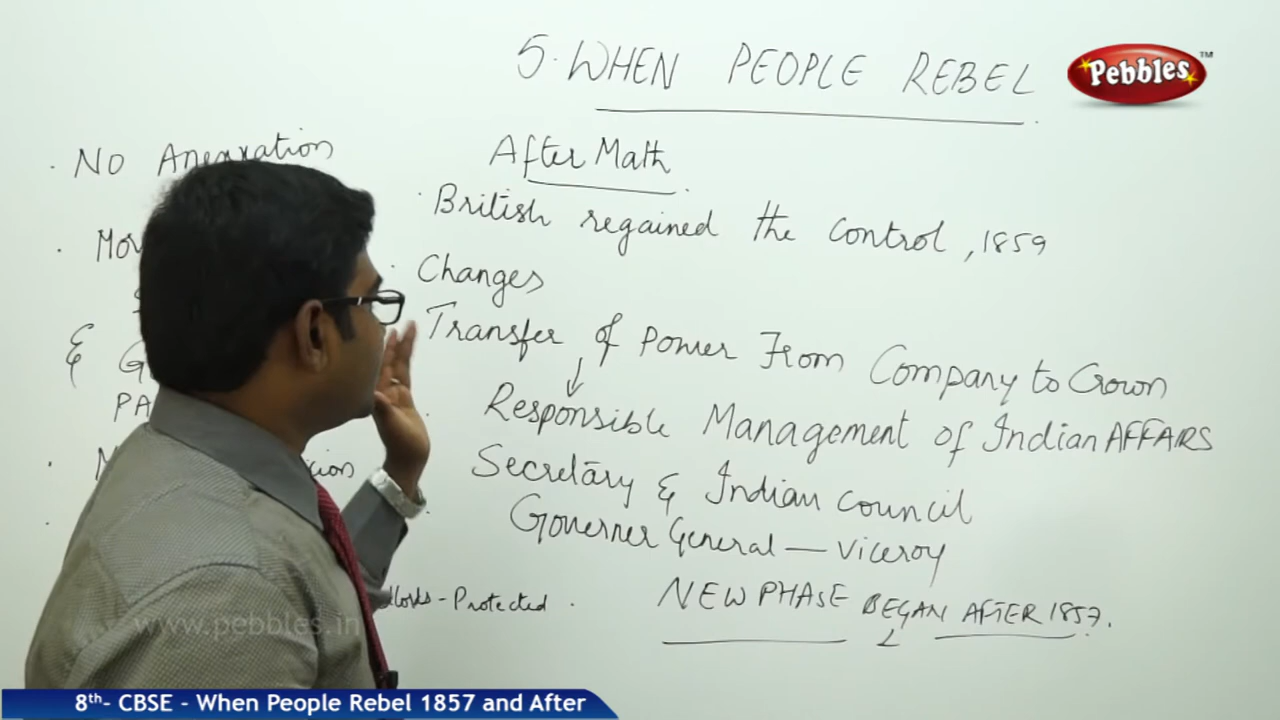 5. WHEN PEOPLE REBEL
Pebbles™
After Math
· British regained the control, 1859
· Changes
Transfer of Power From Company to Crown
Responsible Management of Indian AFFAIRS
Secretary & Indian council
Governer General — Viceroy
NEW PHASE BEGAN AFTER 1857.
· NO Anexxation
·
&
PA
·
- Protected .
www.pebbles.in
8th- CBSE - When People Rebel 1857 and After